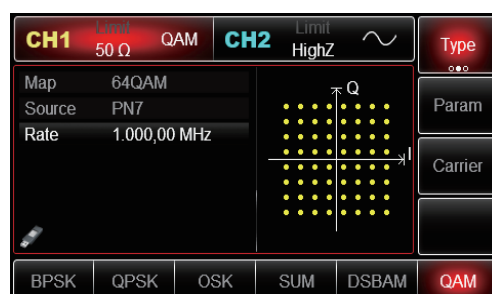 CH1 Limit 50 Ω QAM CH2 Limit HighZ Type
Map 64QAM
Source PN7
Rate 1.000,00 MHz
Q
I
Param
Carrier
BPSK QPSK OSK SUM DSBAM QAM